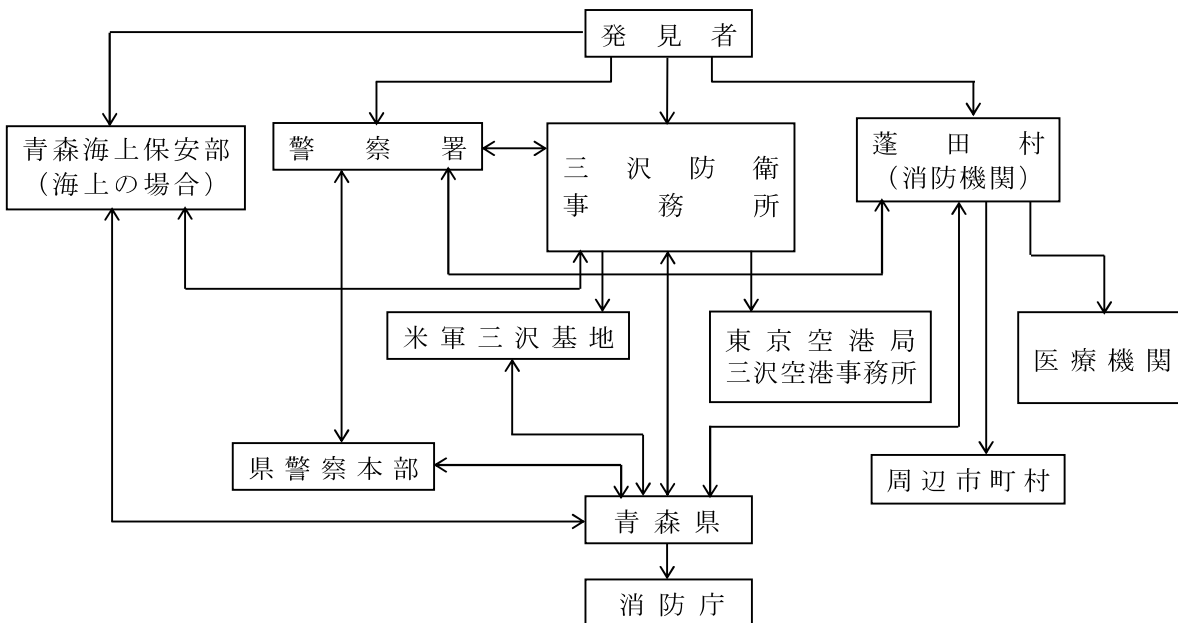 発見者
青森海上保安部
（海上の場合）
警察署
三沢防衛
事務所
蓬田村
（消防機関）
米軍三沢基地
東京空港局
三沢空港事務所
医療機関
県警察本部
周辺市町村
青森県
消防庁